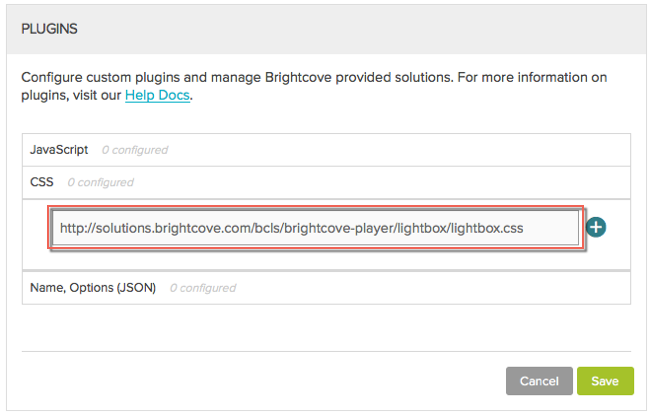 PLUGINS
Configure custom plugins and manage Brightcove provided solutions. For more information on
plugins, visit our Help Docs.
JavaScript 0 configured
CSS 0 configured
http://solutions.brightcove.com/bcls/brightcove-player/lightbox/lightbox.css
Name, Options (JSON) 0 configured
Cancel Save